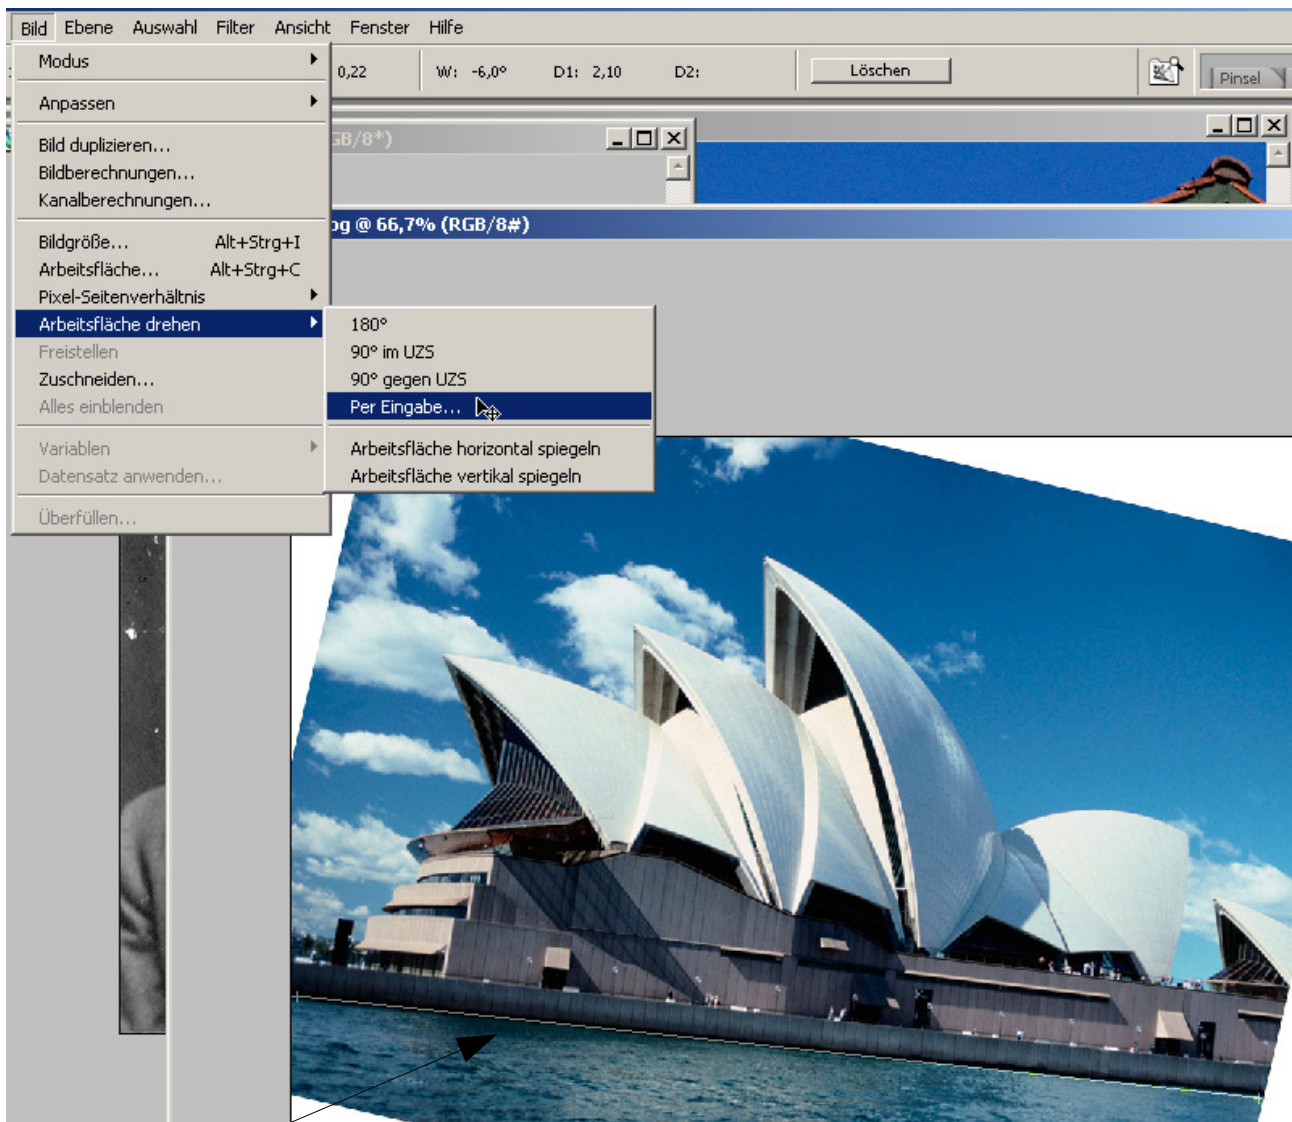 Bild Ebene Auswahl Filter Ansicht Fenster Hilfe
Modus
0,22 W: -6,0° D1: 2,10 D2: Löschen Pinsel
Anpassen
Bild duplizieren...
Bildberechnungen...
Kanalberechnungen...
GB/8*)
Bildgröße... Alt+Strg+I
Arbeitsfläche... Alt+Strg+C
Pixel-Seitenverhältnis
Arbeitsfläche drehen
Freistellen
Zuschneiden...
Alles einblenden
Variablen
Datensatz anwenden...
Überfüllen...
pg @ 66,7% (RGB/8#)
180°
90° im UZS
90° gegen UZS
Per Eingabe...
Arbeitsfläche horizontal spiegeln
Arbeitsfläche vertikal spiegeln